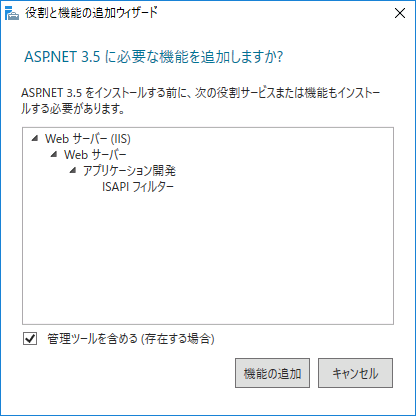 役割と機能の追加ウィザード
ASP.NET 3.5 に必要な機能を追加しますか?
ASP.NET 3.5 をインストールする前に、次の役割サービスまたは機能もインストー
ルする必要があります。
Web サーバー (IIS)
Web サーバー
アプリケーション開発
ISAPI フィルター
管理ツールを含める (存在する場合)
機能の追加
キャンセル